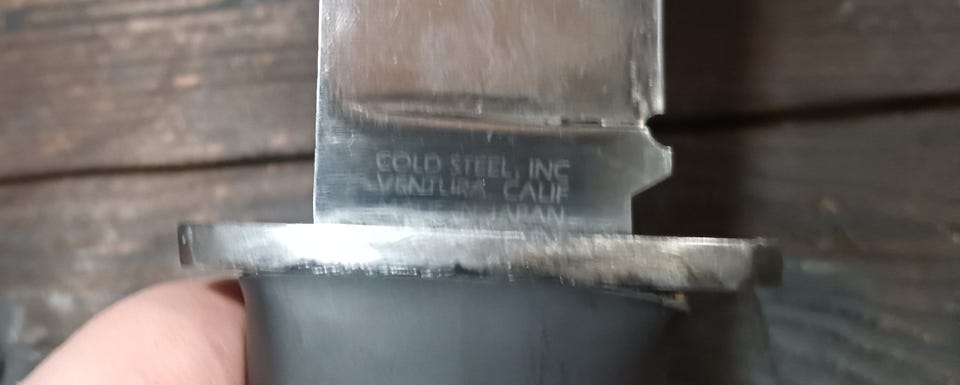 COLD STEEL, INC
VENTURA, CALIF
JAPAN